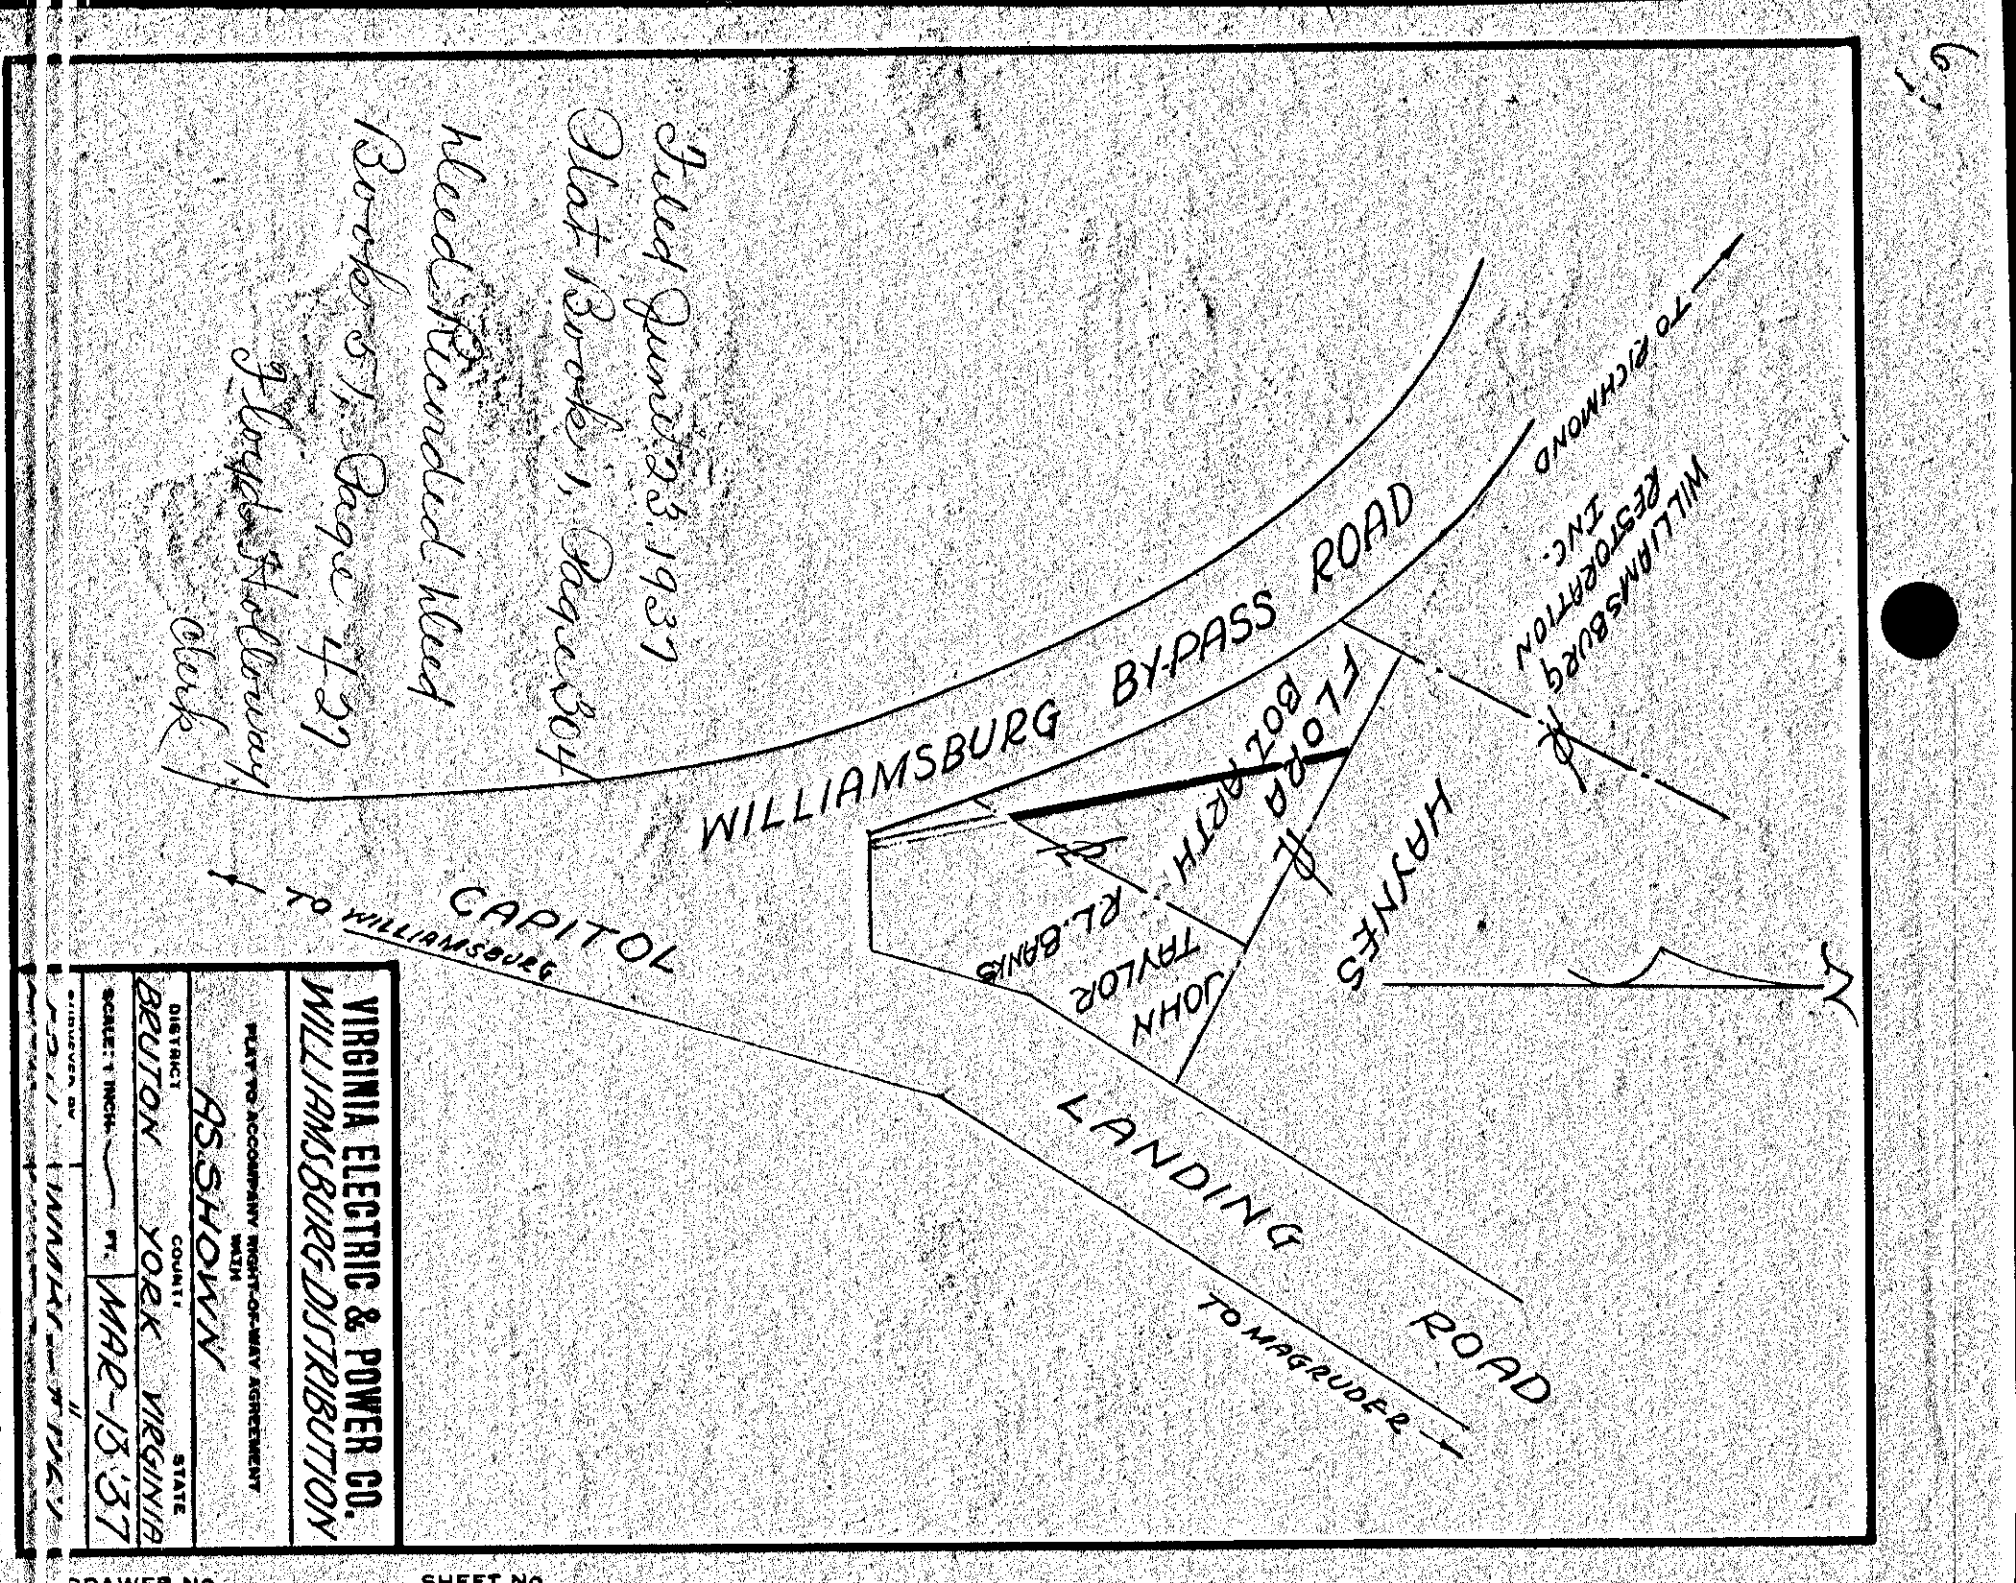 Filed June 23, 1937
Plat Book 1, Page 304
Deed Recorded Deed
Book 51, Page 427
Floyd Holloway
Clerk
TO RICHMOND
WILLIAMSBURG
RESTORATION
INC.
WILLIAMSBURG BY-PASS ROAD
FLORA
BOZARTH
HAYNES
R.L. BANKS
JOHN
TAYLOR
CAPITOL LANDING ROAD
TO WILLIAMSBURG
TO MAGRUDER
VIRGINIA ELECTRIC & POWER CO.
WILLIAMSBURG DISTRIBUTION
PLAT TO ACCOMPANY RIGHT-OF-WAY AGREEMENT
WITH
AS SHOWN
DISTRICT COUNTY STATE
BRUTON YORK VIRGINIA
SCALE: 1 INCH FT. MAR-15-37
SHEET NO.